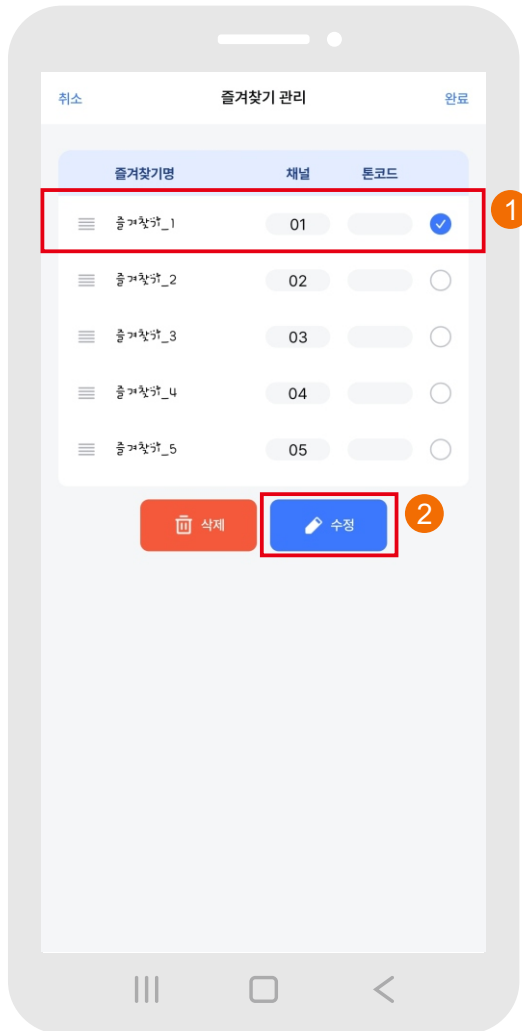 취소 즐겨찾기 관리 완료
즐겨찾기명 채널 톤코드
즐겨찾기_1 01 1
즐겨찾기_2 02
즐겨찾기_3 03
즐겨찾기_4 04
즐겨찾기_5 05
삭제 수정 2